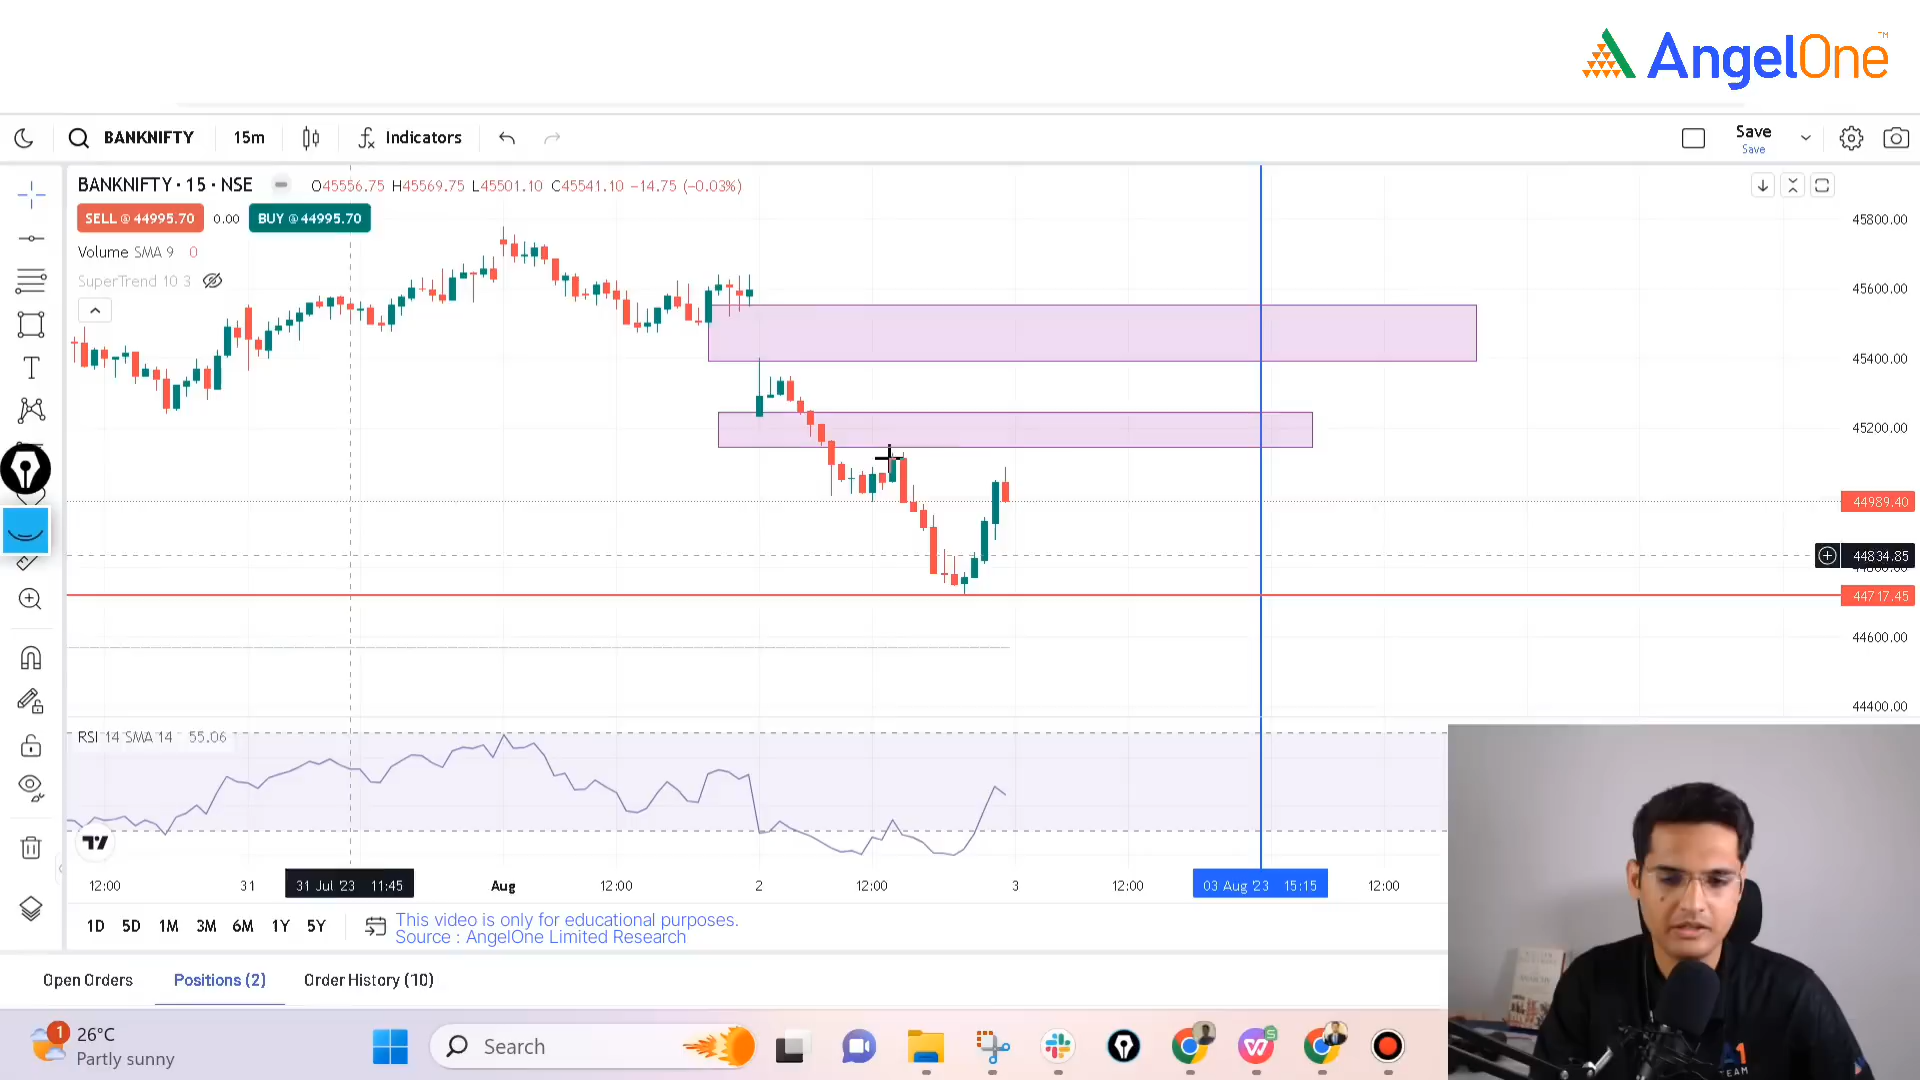 AngelOne™
BANKNIFTY 15m Indicators Save
Save
BANKNIFTY · 15 · NSE O45556.75 H45569.75 L45501.10 C45541.10 −14.75 (−0.03%)
SELL @ 44995.70 0.00 BUY @ 44995.70
Volume SMA 9 0
SuperTrend 10 3
45800.00
45600.00
45400.00
45200.00
44989.40
44834.85
44800.00
44717.45
44600.00
44400.00
RSI 14 SMA 14 55.06
12:00 31 31 Jul '23 11:45 Aug 12:00 2 12:00 3 12:00 03 Aug '23 15:15 12:00
1D 5D 1M 3M 6M 1Y 5Y
This video is only for educational purposes.
Source : AngelOne Limited Research
Open Orders Positions (2) Order History (10)
1 26°C
Partly sunny
Search
TEAM